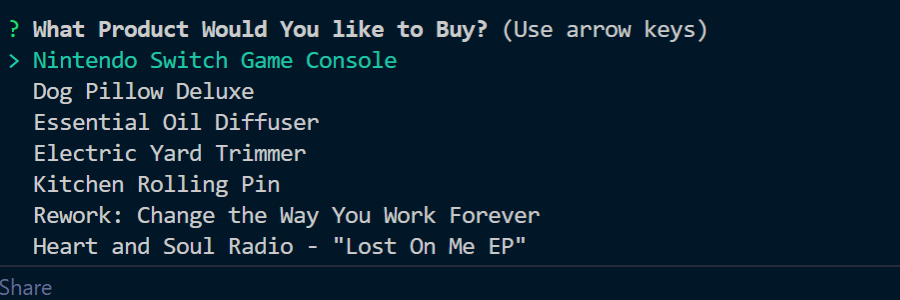 ? What Product Would You like to Buy? (Use arrow keys)
> Nintendo Switch Game Console
Dog Pillow Deluxe
Essential Oil Diffuser
Electric Yard Trimmer
Kitchen Rolling Pin
Rework: Change the Way You Work Forever
Heart and Soul Radio - "Lost On Me EP"
Share